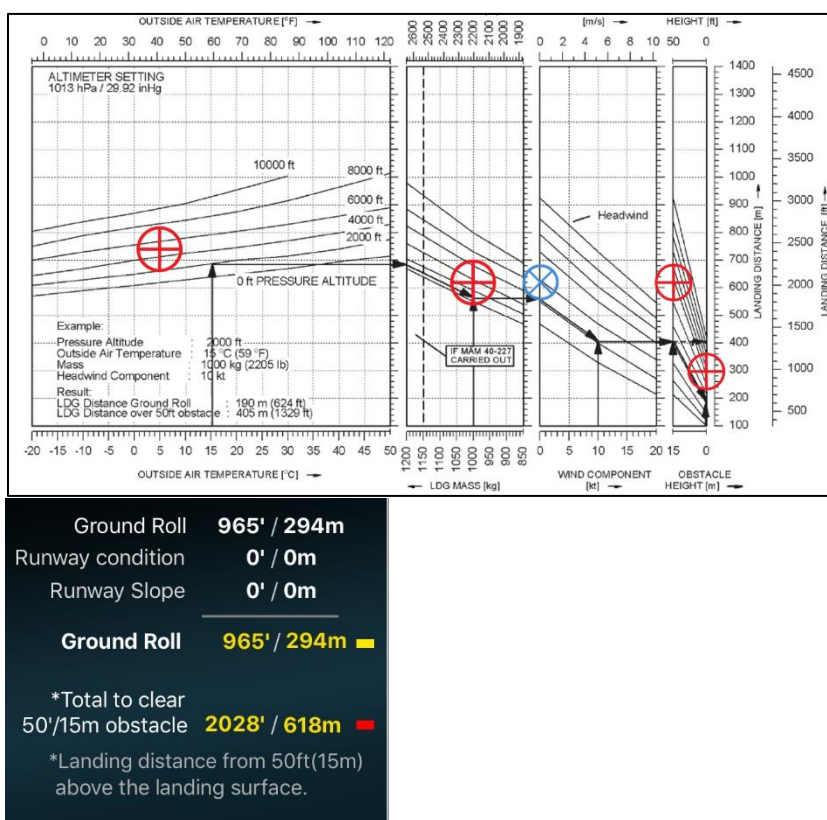 OUTSIDE AIR TEMPERATURE [°F]
[m/s]
HEIGHT [ft]
0 20 40 60 80 100 120
2600 2500 2400 2300 2200 2100 2000 1900
0 2 4 6 8 10
50 0
ALTIMETER SETTING
1013 hPa / 29.92 inHg
10000 ft
8000 ft
6000 ft
4000 ft
2000 ft
0 ft PRESSURE ALTITUDE
Headwind
IF MAM 40-227
CARRIED OUT
Example:
Pressure Altitude : 2000 ft
Outside Air Temperature : 15 °C (59 °F)
Mass : 1000 kg (2205 lb)
Headwind Component : 10 kt
Result:
LDG Distance Ground Roll : 190 m (624 ft)
LDG Distance over 50ft obstacle : 405 m (1329 ft)
1400
1400
1300
1200
1100
1000
900
800
700
600
500
400
300
200
100
LANDING DISTANCE [m]
4500
4000
3500
3000
2500
2000
1500
1000
500
LANDING DISTANCE [ft]
-20 -15 -10 -5 0 5 10 15 20 25 30 35 40 45 50
1200 1150 1100 1050 1000 950 900 850
0 5 10 15 20
15 0
OUTSIDE AIR TEMPERATURE [°C]
LDG MASS [kg]
WIND COMPONENT
[kt]
OBSTACLE
HEIGHT [m]
Ground Roll 965' / 294m
Runway condition 0' / 0m
Runway Slope 0' / 0m
Ground Roll 965' / 294m
*Total to clear
50'/15m obstacle 2028' / 618m
*Landing distance from 50ft(15m)
above the landing surface.